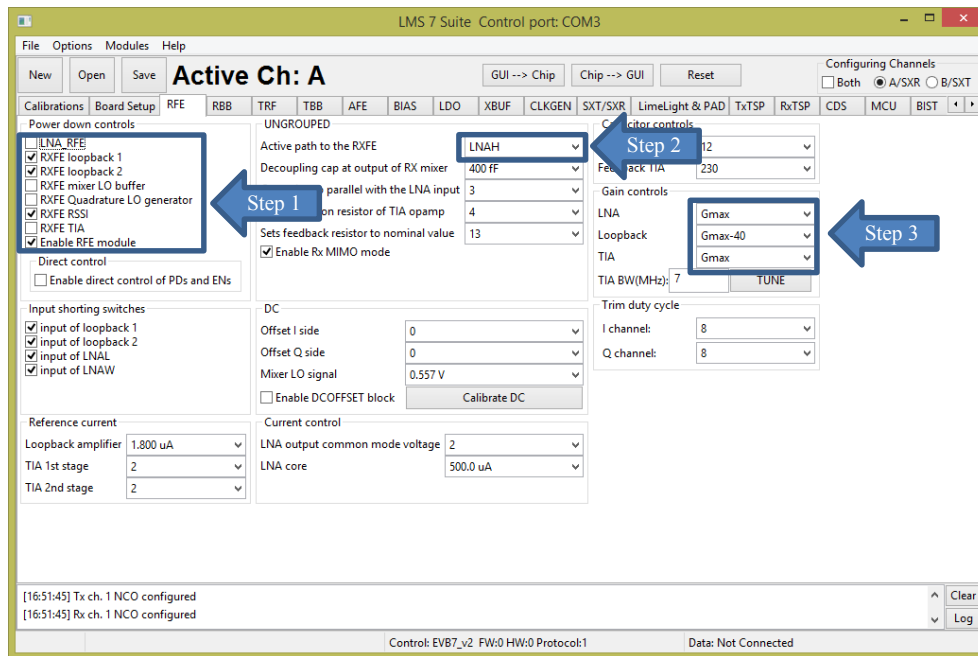 LMS 7 Suite Control port: COM3
File Options Modules Help
New Open Save Active Ch: A GUI --> Chip Chip --> GUI Reset
Configuring Channels
Both A/SXR B/SXT
Calibrations Board Setup RFE RBB TRF TBB AFE BIAS LDO XBUF CLKGEN SXT/SXR LimeLight & PAD TxTSP RxTSP CDS MCU BIST
Power down controls
LNA_RFE
RXFE loopback 1
RXFE loopback 2
RXFE mixer LO buffer
RXFE Quadrature LO generator
RXFE RSSI
RXFE TIA
Enable RFE module
Step 1
Direct control
Enable direct control of PDs and ENs
Input shorting switches
input of loopback 1
input of loopback 2
input of LNAL
input of LNAW
Reference current
Loopback amplifier 1.800 uA
TIA 1st stage 2
TIA 2nd stage 2
UNGROUPED
Active path to the RXFE LNAH
Step 2
Decoupling cap at output of RX mixer 400 fF
parallel with the LNA input 3
on resistor of TIA opamp 4
Sets feedback resistor to nominal value 13
Enable Rx MIMO mode
DC
Offset I side 0
Offset Q side 0
Mixer LO signal 0.557 V
Enable DCOFFSET block Calibrate DC
Current control
LNA output common mode voltage 2
LNA core 500.0 uA
controls
12
TIA 230
Gain controls
LNA Gmax
Loopback Gmax-40
TIA Gmax
Step 3
TIA BW(MHz): 7 TUNE
Trim duty cycle
I channel: 8
Q channel: 8
[16:51:45] Tx ch. 1 NCO configured
[16:51:45] Rx ch. 1 NCO configured
Clear
Log
Control: EVB7_v2 FW:0 HW:0 Protocol:1 Data: Not Connected